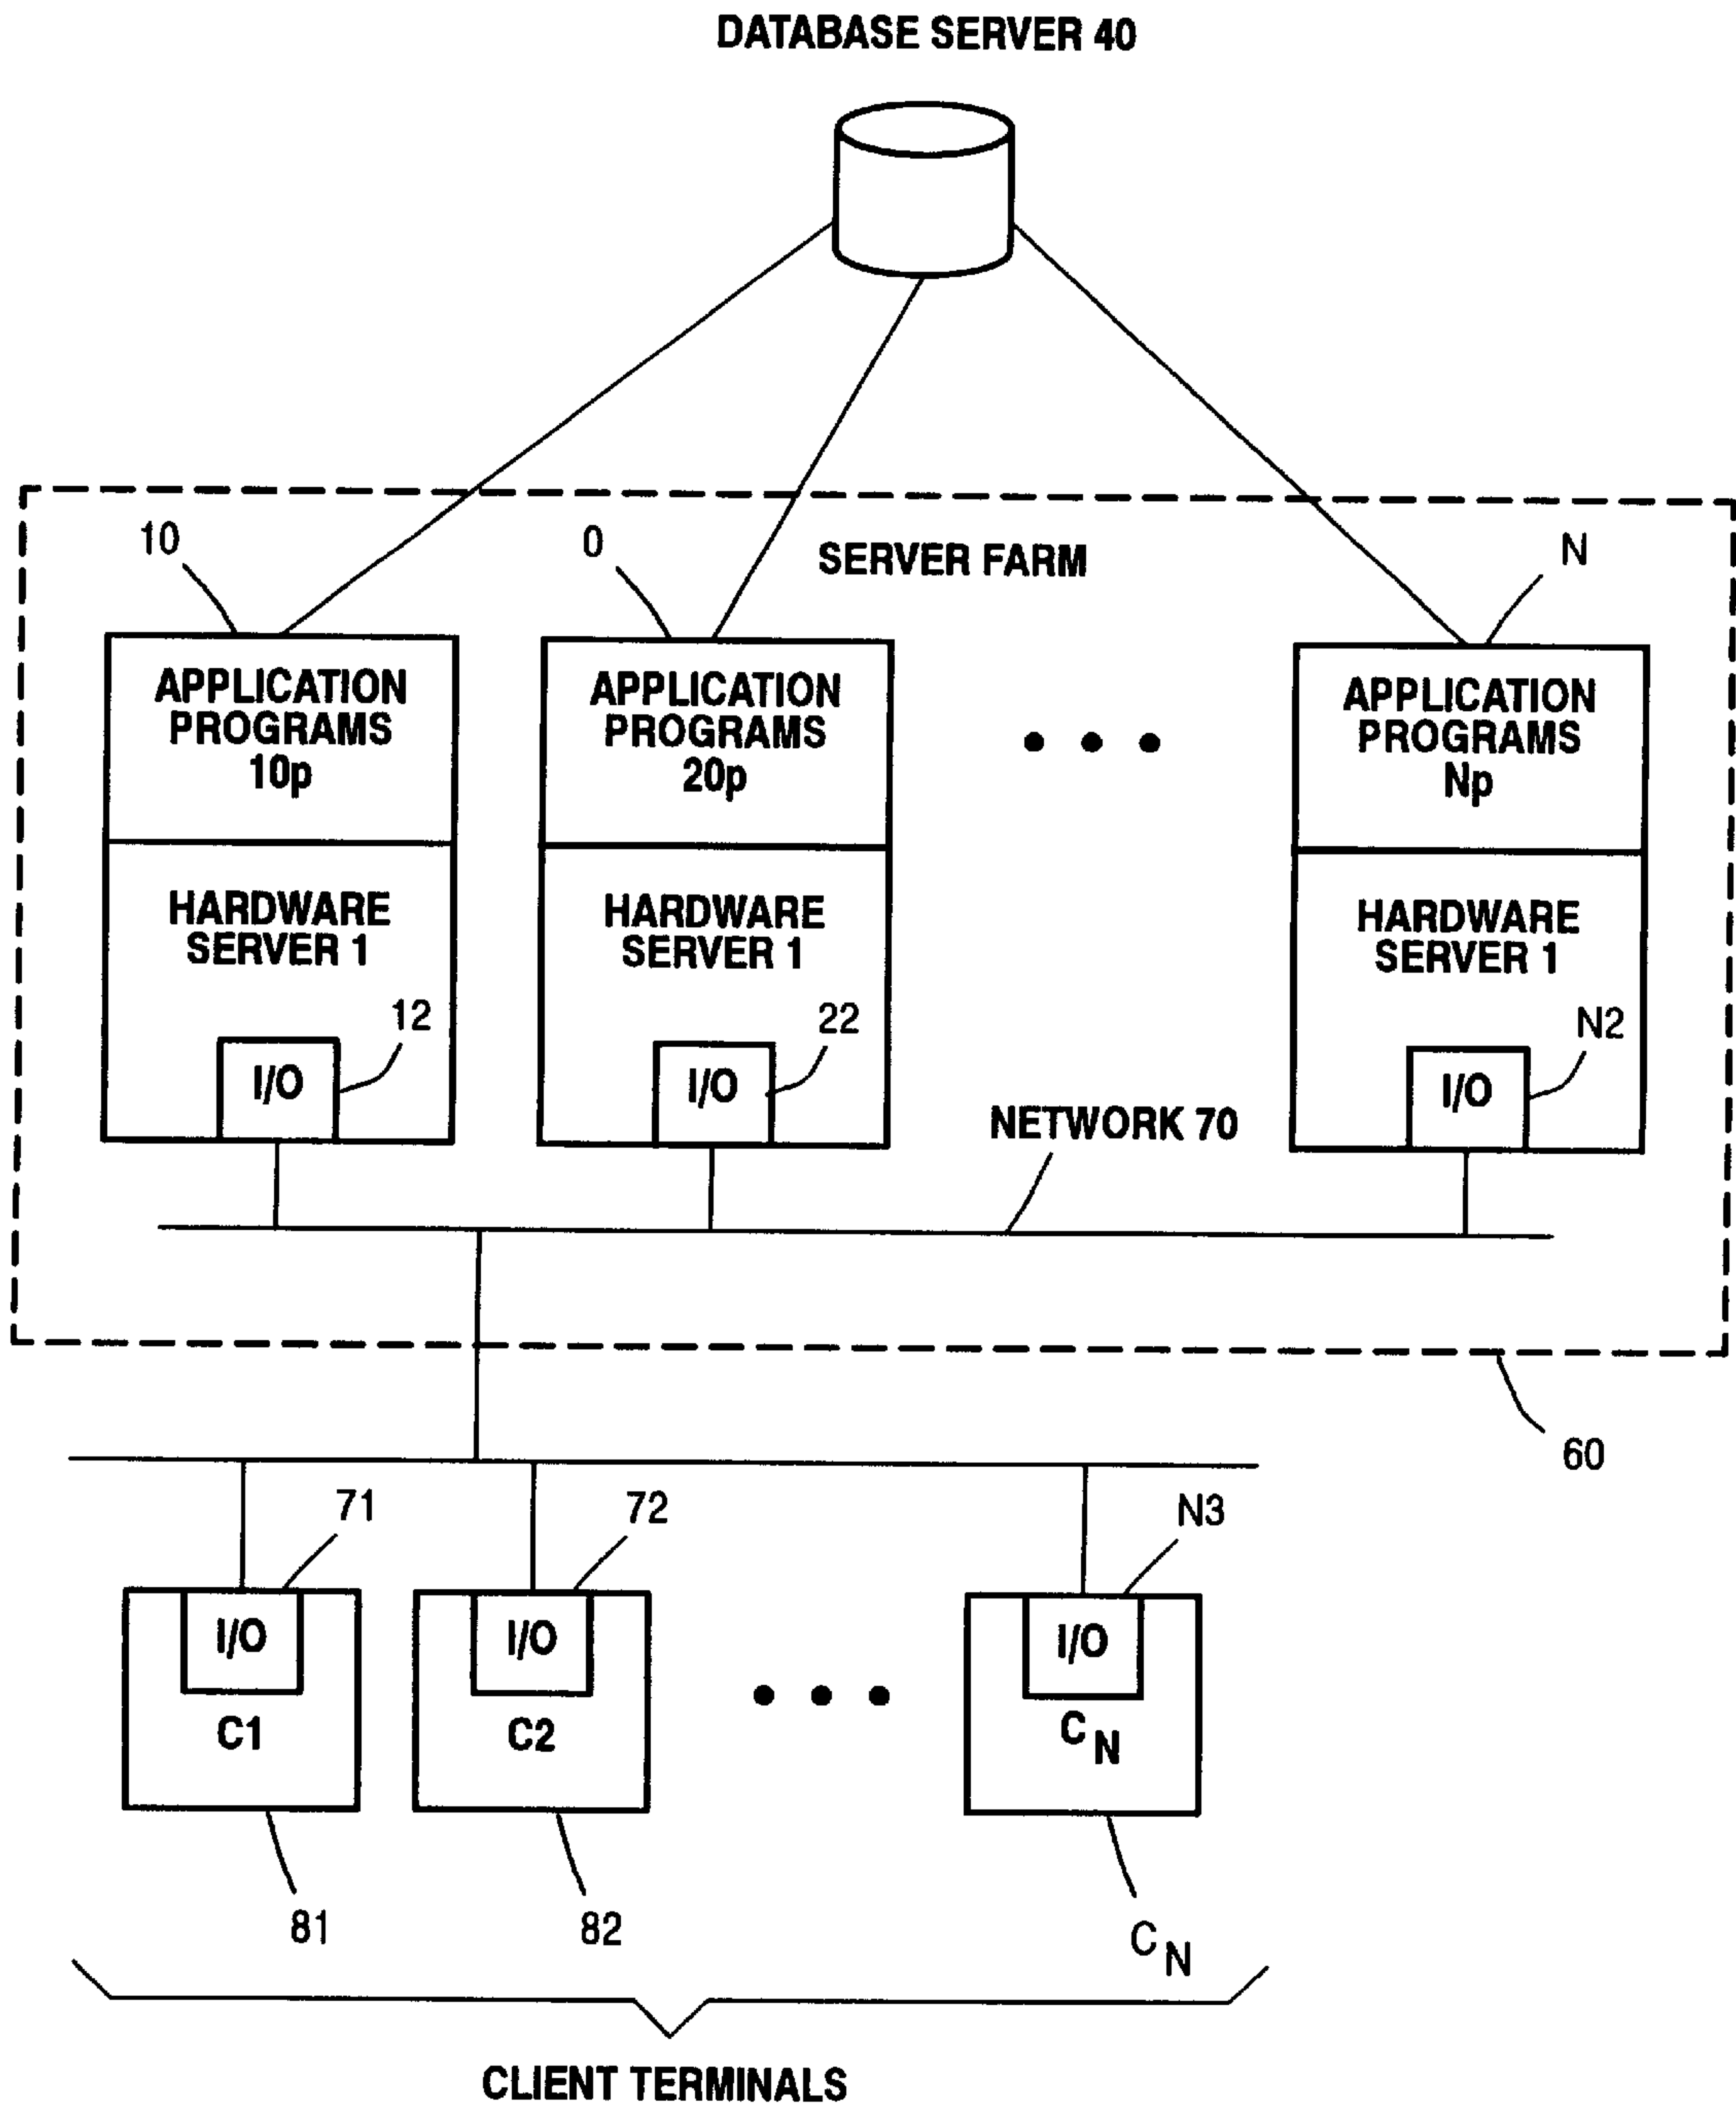 DATABASE SERVER 40
10
0
SERVER FARM
N
APPLICATION
PROGRAMS
10p
APPLICATION
PROGRAMS
20p
APPLICATION
PROGRAMS
Np
HARDWARE
SERVER 1
HARDWARE
SERVER 1
HARDWARE
SERVER 1
12
I/O
22
I/O
N2
I/O
NETWORK 70
60
71
72
N3
I/O
C1
I/O
C2
I/O
C N
81
82
C N
CLIENT TERMINALS